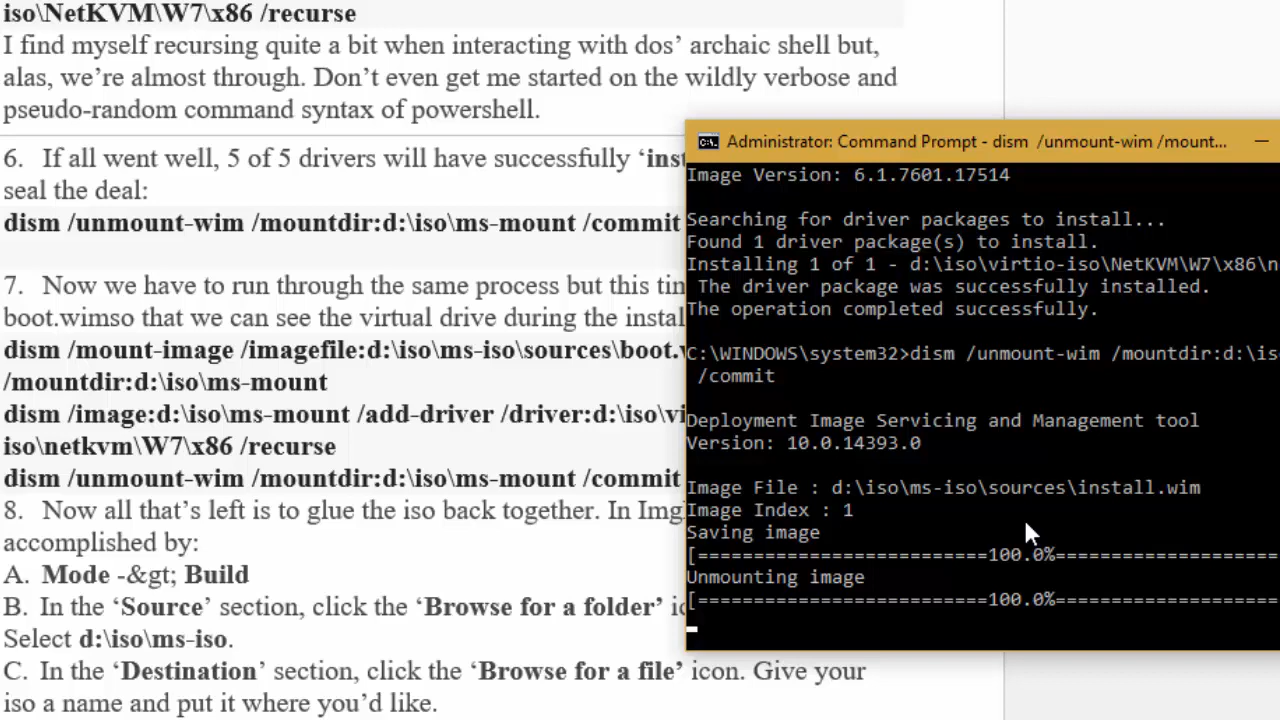 iso\NetKVM\W7\x86 /recurse
I find myself recursing quite a bit when interacting with dos’ archaic shell but,
alas, we’re almost through. Don’t even get me started on the wildly verbose and
pseudo-random command syntax of powershell.
6. If all went well, 5 of 5 drivers will have successfully ‘inst
seal the deal:
dism /unmount-wim /mountdir:d:\iso\ms-mount /commit
7. Now we have to run through the same process but this tim
boot.wimso that we can see the virtual drive during the instal
dism /mount-image /imagefile:d:\iso\ms-iso\sources\boot.w
/mountdir:d:\iso\ms-mount
dism /image:d:\iso\ms-mount /add-driver /driver:d:\iso\vi
iso\netkvm\W7\x86 /recurse
dism /unmount-wim /mountdir:d:\iso\ms-mount /commit
8. Now all that’s left is to glue the iso back together. In Img
accomplished by:
A. Mode -&gt; Build
B. In the ‘Source’ section, click the ‘Browse for a folder’ ic
Select d:\iso\ms-iso.
C. In the ‘Destination’ section, click the ‘Browse for a file’ icon. Give your
iso a name and put it where you’d like.
Administrator: Command Prompt - dism /unmount-wim /mount...
Image Version: 6.1.7601.17514
Searching for driver packages to install...
Found 1 driver package(s) to install.
Installing 1 of 1 - d:\iso\virtio-iso\NetKVM\W7\x86\n
The driver package was successfully installed.
The operation completed successfully.
C:\WINDOWS\system32>dism /unmount-wim /mountdir:d:\is
/commit
Deployment Image Servicing and Management tool
Version: 10.0.14393.0
Image File : d:\iso\ms-iso\sources\install.wim
Image Index : 1
Saving image
[==========================100.0%====================
Unmounting image
[==========================100.0%====================